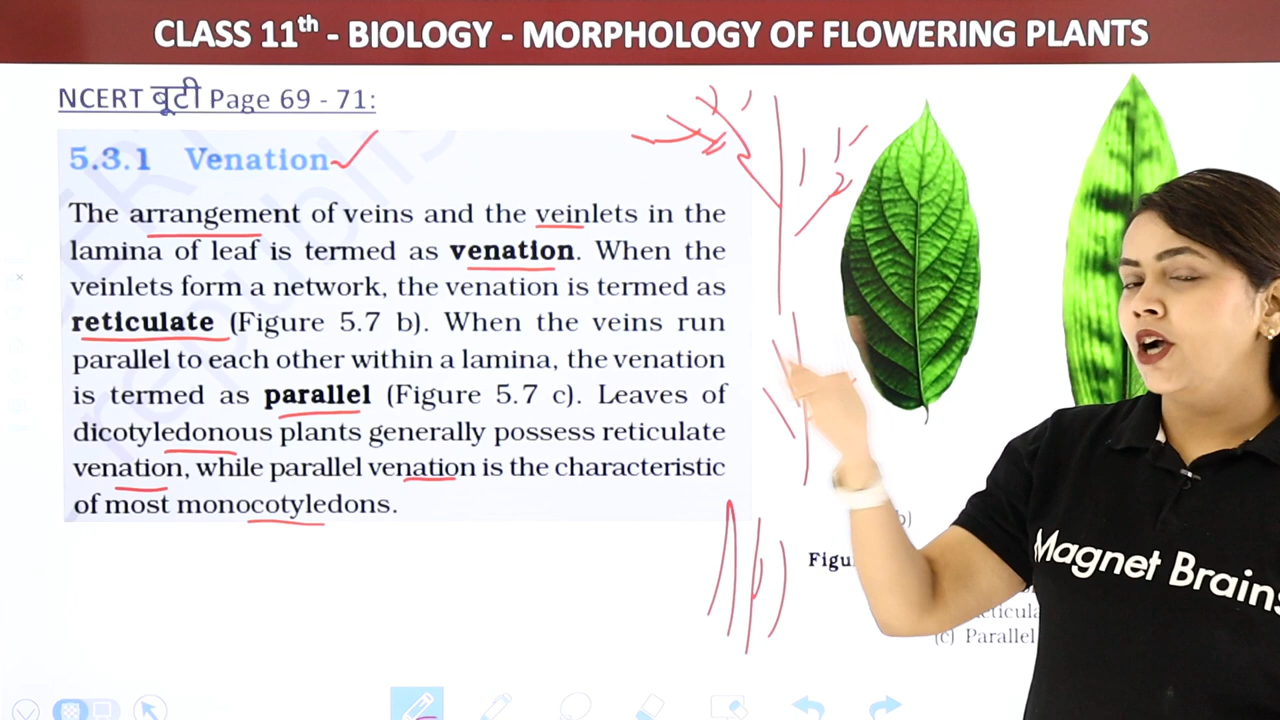 CLASS 11th - BIOLOGY - MORPHOLOGY OF FLOWERING PLANTS
NCERT बूटी Page 69 - 71:
5.3.1 Venation
The arrangement of veins and the veinlets in the
lamina of leaf is termed as venation. When the
veinlets form a network, the venation is termed as
reticulate (Figure 5.7 b). When the veins run
parallel to each other within a lamina, the venation
is termed as parallel (Figure 5.7 c). Leaves of
dicotyledonous plants generally possess reticulate
venation, while parallel venation is the characteristic
of most monocotyledons.
b)
Figu
(c) Parallel
Magnet Brains